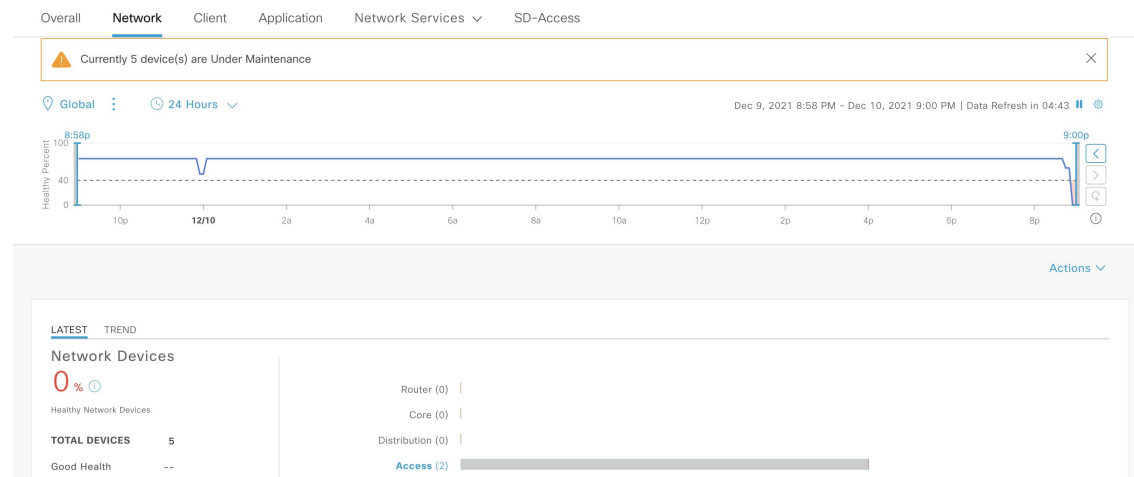 Overall Network Client Application Network Services SD-Access
Currently 5 device(s) are Under Maintenance
Global 24 Hours Dec 9, 2021 8:58 PM - Dec 10, 2021 9:00 PM | Data Refresh in 04:43
8:58p 9:00p
Healthy Percent
100
40
0
10p 12/10 2a 4a 6a 8a 10a 12p 2p 4p 6p 8p
Actions
LATEST TREND
Network Devices
0 %
Healthy Network Devices
TOTAL DEVICES 5
Good Health --
Router (0)
Core (0)
Distribution (0)
Access (2)